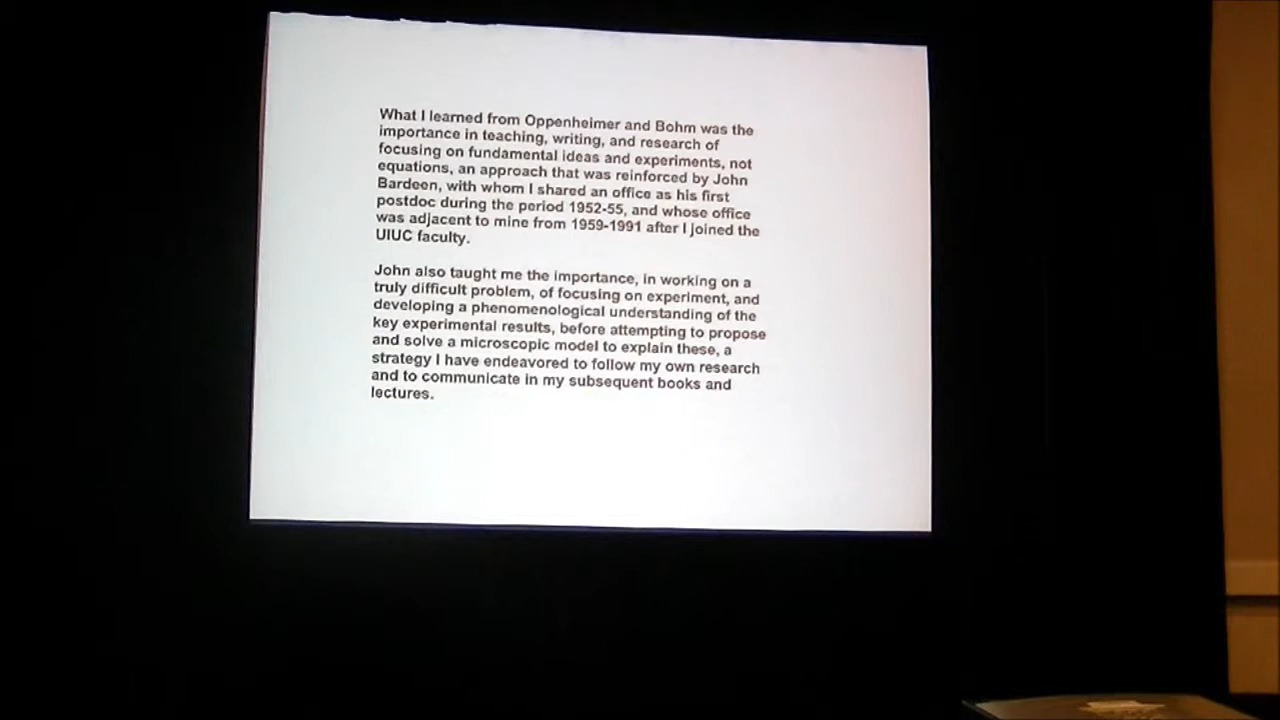 What I learned from Oppenheimer and Bohm was the
importance in teaching, writing, and research of
focusing on fundamental ideas and experiments, not
equations, an approach that was reinforced by John
Bardeen, with whom I shared an office as his first
postdoc during the period 1952-55, and whose office
was adjacent to mine from 1959-1991 after I joined the
UIUC faculty.
John also taught me the importance, in working on a
truly difficult problem, of focusing on experiment, and
developing a phenomenological understanding of the
key experimental results, before attempting to propose
and solve a microscopic model to explain these, a
strategy I have endeavored to follow my own research
and to communicate in my subsequent books and
lectures.